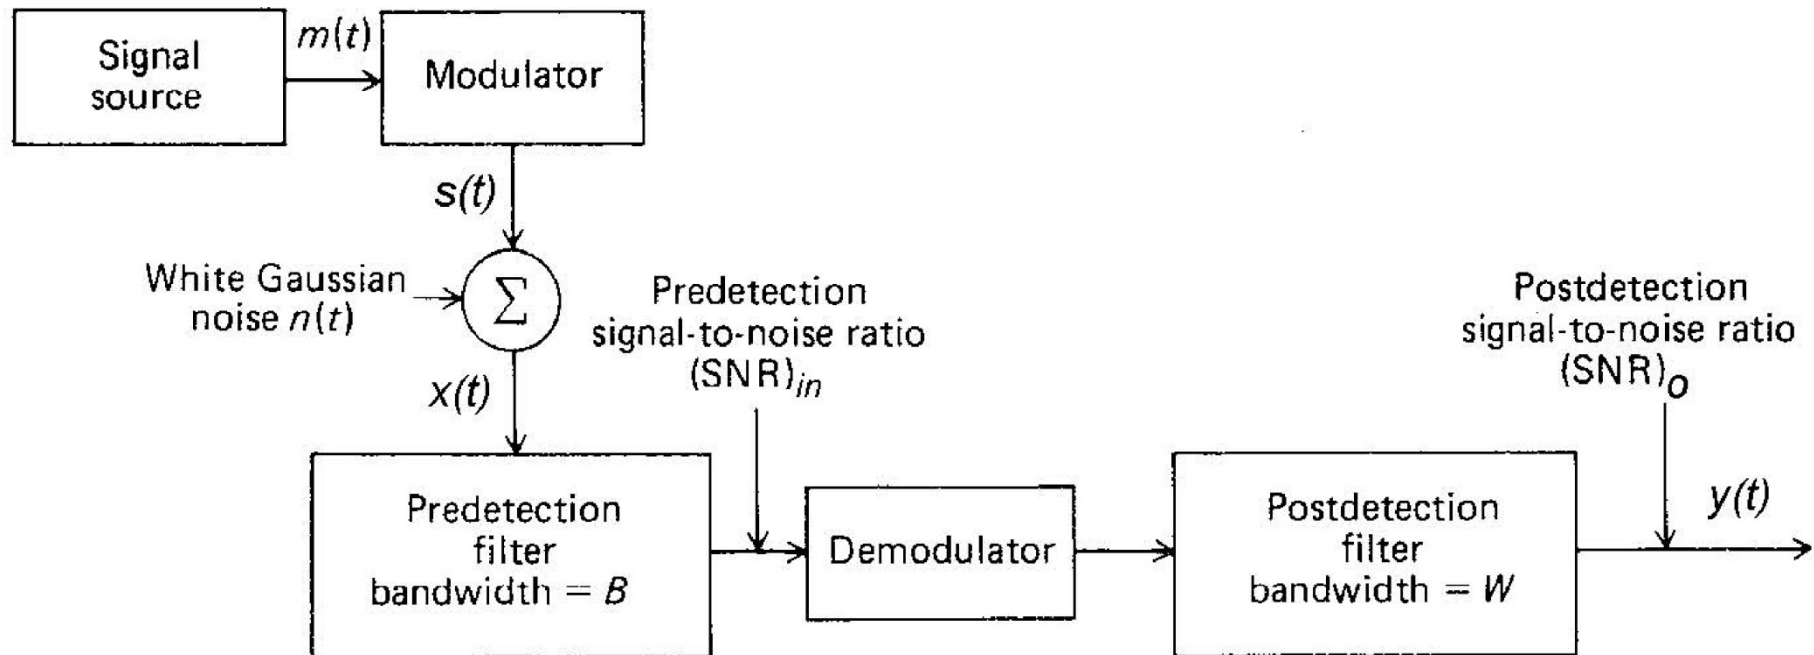 Signal
source
m(t)
Modulator
s(t)
White Gaussian
noise n(t)
Σ
x(t)
Predetection
signal-to-noise ratio
(SNR)in
Postdetection
signal-to-noise ratio
(SNR)o
Predetection
filter
bandwidth = B
Demodulator
Postdetection
filter
bandwidth = W
y(t)